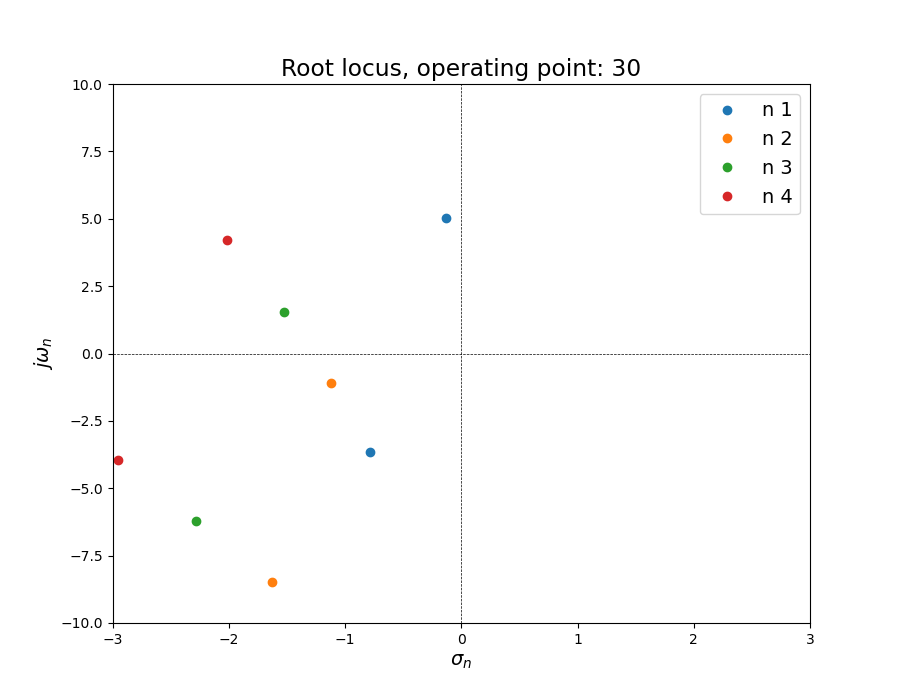 Root locus, operating point: 30
10.0
7.5
5.0
2.5
0.0
−2.5
−5.0
−7.5
−10.0
jωₙ
n 1
n 2
n 3
n 4
−3
−2
−1
0
1
2
3
σₙ